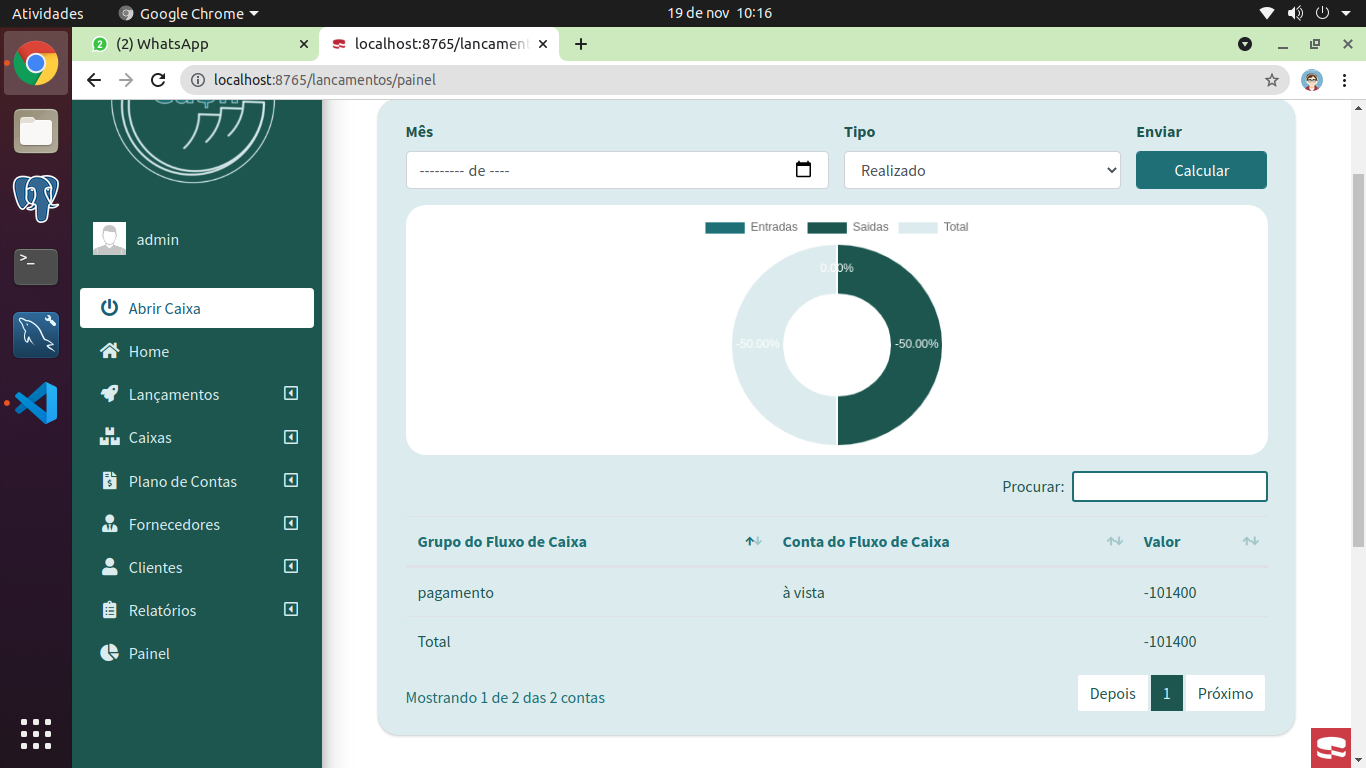 Atividades
Google Chrome
19 de nov 10:16
2
(2) WhatsApp
localhost:8765/lancament
localhost:8765/lancamentos/painel
Mês
Tipo
Enviar
--------- de ----
Realizado
Calcular
Entradas
Saidas
Total
0.00%
-50.00%
-50.00%
admin
Abrir Caixa
Home
Lançamentos
Caixas
Plano de Contas
Fornecedores
Clientes
Relatórios
Painel
Procurar:
Grupo do Fluxo de Caixa
Conta do Fluxo de Caixa
Valor
pagamento
à vista
-101400
Total
-101400
Mostrando 1 de 2 das 2 contas
Depois
1
Próximo